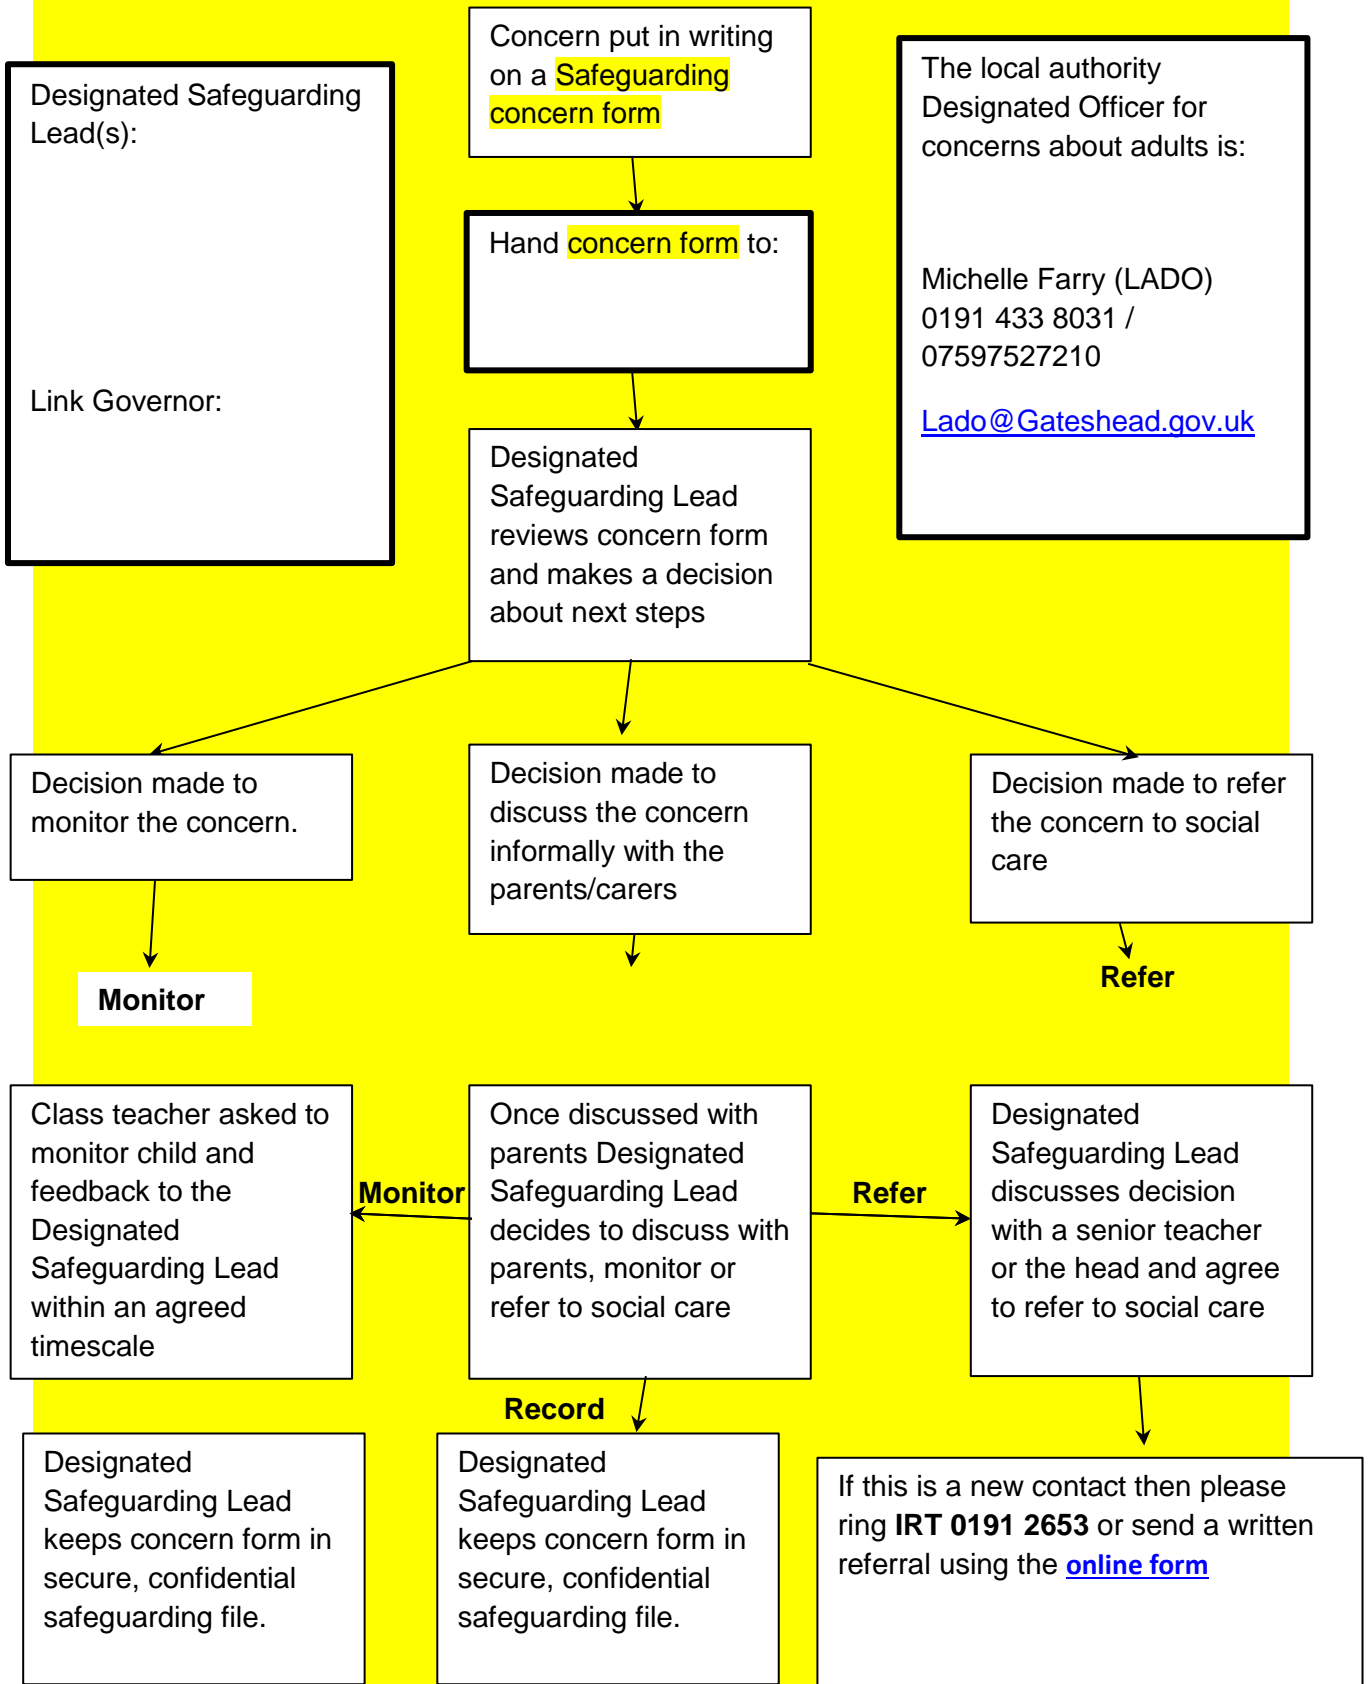 Concern put in writing
on a Safeguarding
concern form
Designated Safeguarding
Lead(s):
Link Governor:
The local authority
Designated Officer for
concerns about adults is:
Michelle Farry (LADO)
0191 433 8031 /
07597527210
Lado@Gateshead.gov.uk
Hand concern form to:
Designated
Safeguarding Lead
reviews concern form
and makes a decision
about next steps
Decision made to
monitor the concern.
Decision made to
discuss the concern
informally with the
parents/carers
Decision made to refer
the concern to social
care
Monitor
Refer
Class teacher asked to
monitor child and
feedback to the
Designated
Safeguarding Lead
within an agreed
timescale
Monitor
Once discussed with
parents Designated
Safeguarding Lead
decides to discuss with
parents, monitor or
refer to social care
Refer
Designated
Safeguarding Lead
discusses decision
with a senior teacher
or the head and agree
to refer to social care
Record
Designated
Safeguarding Lead
keeps concern form in
secure, confidential
safeguarding file.
Designated
Safeguarding Lead
keeps concern form in
secure, confidential
safeguarding file.
If this is a new contact then please
ring IRT 0191 2653 or send a written
referral using the online form